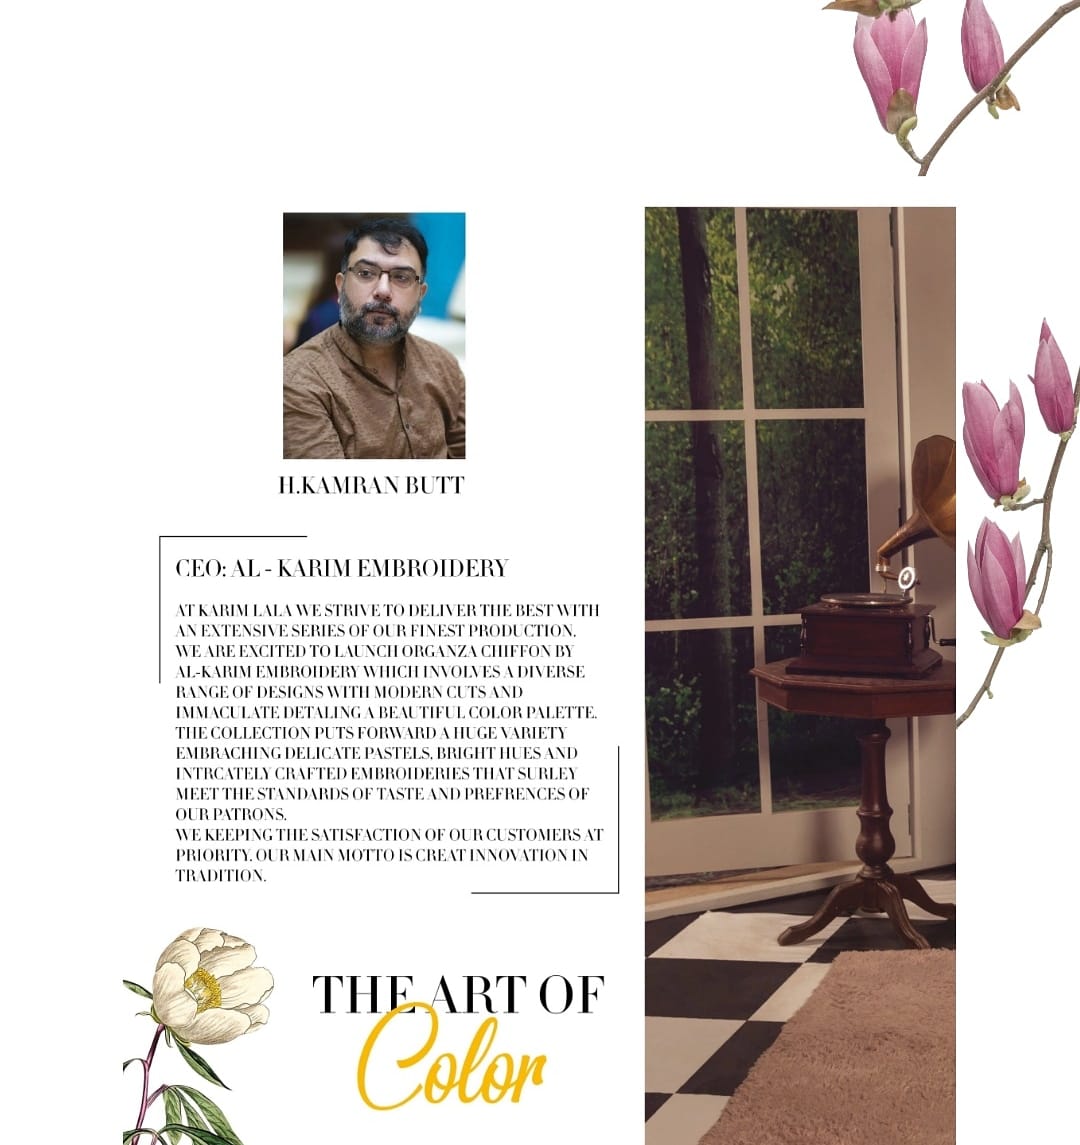 H.KAMRAN BUTT
CEO: AL - KARIM EMBROIDERY
AT KARIM LALA WE STRIVE TO DELIVER THE BEST WITH
AN EXTENSIVE SERIES OF OUR FINEST PRODUCTION.
WE ARE EXCITED TO LAUNCH ORGANZA CHIFFON BY
AL-KARIM EMBROIDERY WHICH INVOLVES A DIVERSE
RANGE OF DESIGNS WITH MODERN CUTS AND
IMMACULATE DETALING A BEAUTIFUL COLOR PALETTE.
THE COLLECTION PUTS FORWARD A HUGE VARIETY
EMBRACHING DELICATE PASTELS, BRIGHT HUES AND
INTRCATELY CRAFTED EMBROIDERIES THAT SURLEY
MEET THE STANDARDS OF TASTE AND PREFRENCES OF
OUR PATRONS.
WE KEEPING THE SATISFACTION OF OUR CUSTOMERS AT
PRIORITY. OUR MAIN MOTTO IS CREAT INNOVATION IN
TRADITION.
THE ART OF
Color